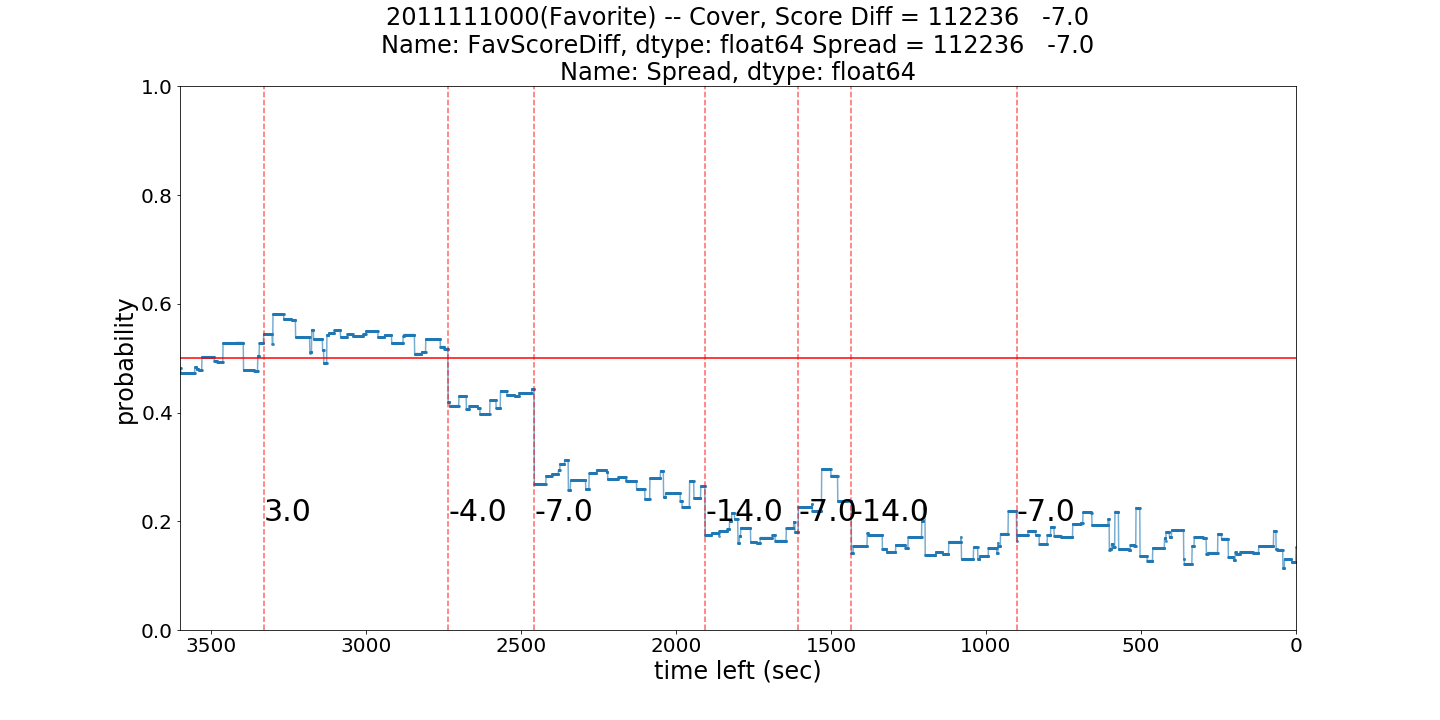 2011111000(Favorite) -- Cover, Score Diff = 112236   -7.0
Name: FavScoreDiff, dtype: float64 Spread = 112236   -7.0
Name: Spread, dtype: float64
1.0
0.8
0.6
0.4
0.2
0.0
probability
3.0
-4.0
-7.0
-14.0
-7.0
-14.0
-7.0
3500 3000 2500 2000 1500 1000 500 0
time left (sec)